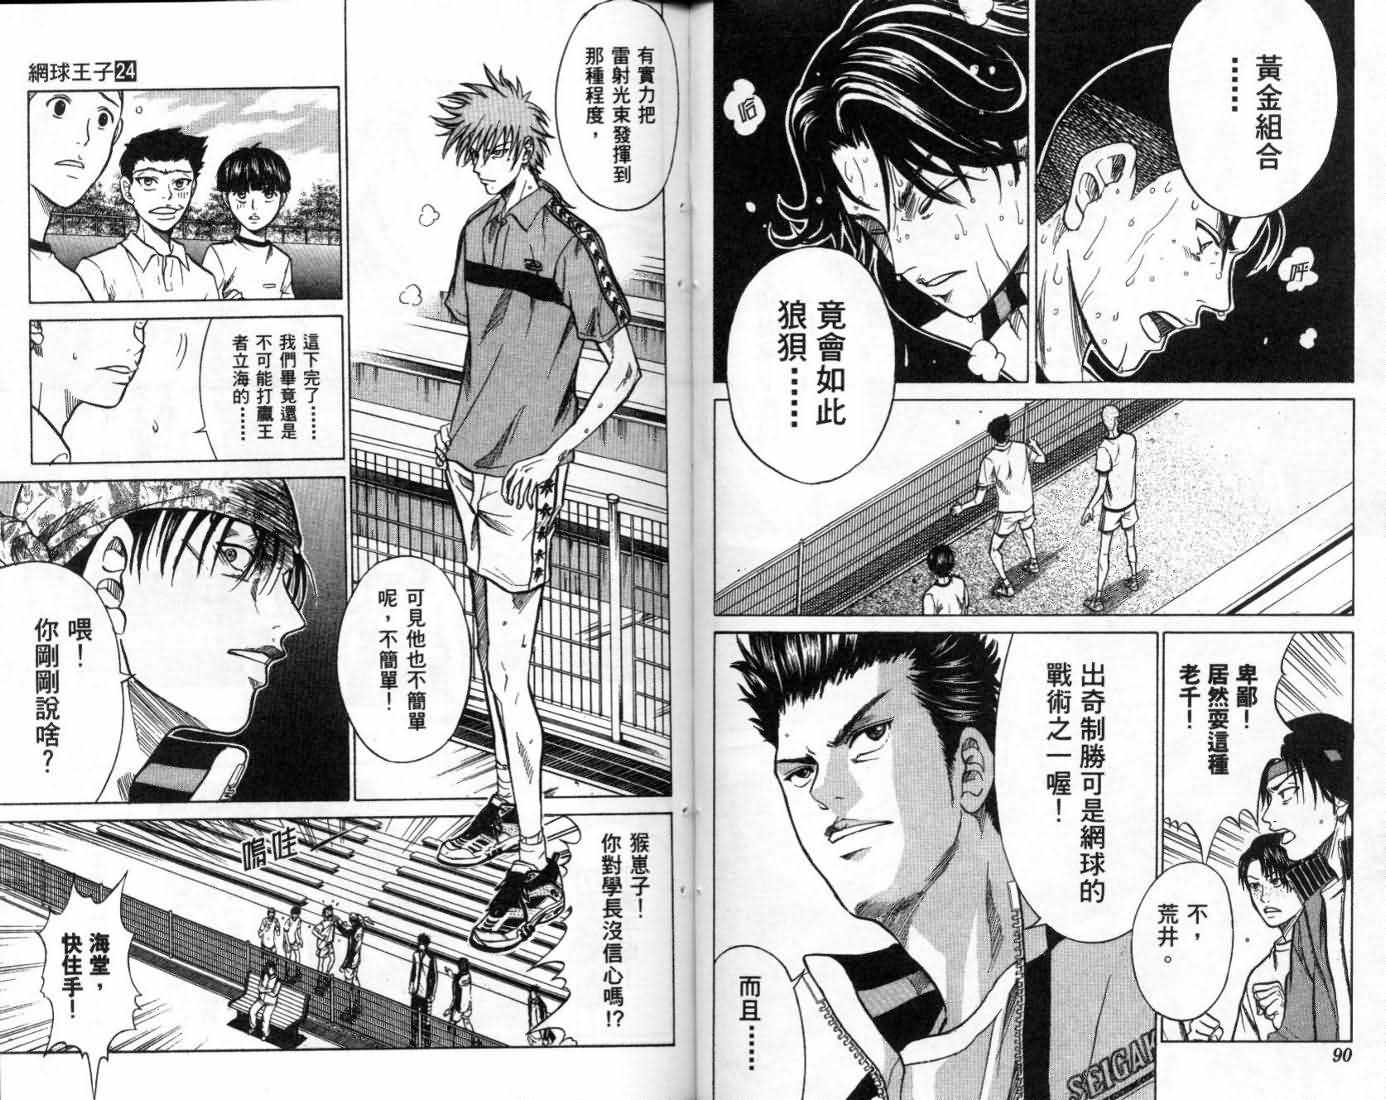 黃金組合
……
呼
哈
竟會如此
狼狽……
卑鄙！
居然耍這種
老千！
不，
荒井。
出奇制勝可是網球的
戰術之一喔！
而且……
SEIGAK
90
網球王子24
有實力把
雷射光束發揮到
那種程度，
可見他也不簡單
呢，不簡單！
這下完了……
我們畢竟還是
不可能打贏王
者立海的……
喂！
你剛剛說啥？
猴崽子！
你對學長沒信心嗎！?
嗚哇
海堂，
快住手！